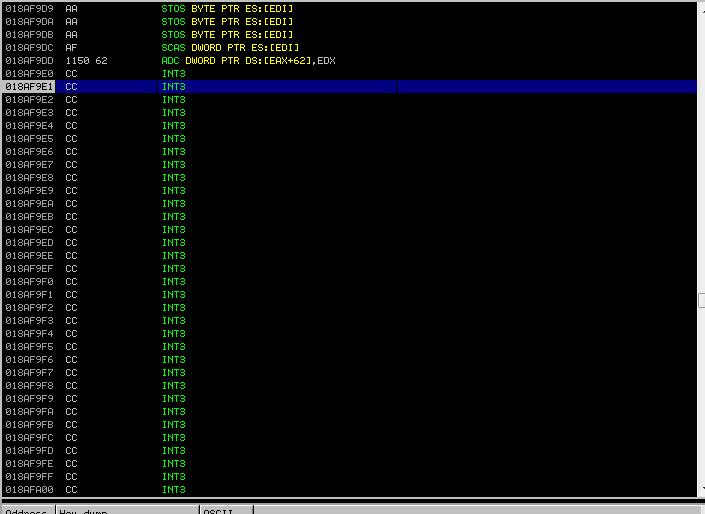 018AF9D9 AA STOS BYTE PTR ES:[EDI]
018AF9DA AA STOS BYTE PTR ES:[EDI]
018AF9DB AA STOS BYTE PTR ES:[EDI]
018AF9DC AF SCAS DWORD PTR ES:[EDI]
018AF9DD 1150 62 ADC DWORD PTR DS:[EAX+62],EDX
018AF9E0 CC INT3
018AF9E1 CC INT3
018AF9E2 CC INT3
018AF9E3 CC INT3
018AF9E4 CC INT3
018AF9E5 CC INT3
018AF9E6 CC INT3
018AF9E7 CC INT3
018AF9E8 CC INT3
018AF9E9 CC INT3
018AF9EA CC INT3
018AF9EB CC INT3
018AF9EC CC INT3
018AF9ED CC INT3
018AF9EE CC INT3
018AF9EF CC INT3
018AF9F0 CC INT3
018AF9F1 CC INT3
018AF9F2 CC INT3
018AF9F3 CC INT3
018AF9F4 CC INT3
018AF9F5 CC INT3
018AF9F6 CC INT3
018AF9F7 CC INT3
018AF9F8 CC INT3
018AF9F9 CC INT3
018AF9FA CC INT3
018AF9FB CC INT3
018AF9FC CC INT3
018AF9FD CC INT3
018AF9FE CC INT3
018AF9FF CC INT3
018AFA00 CC INT3
Address Hex dump ASCII